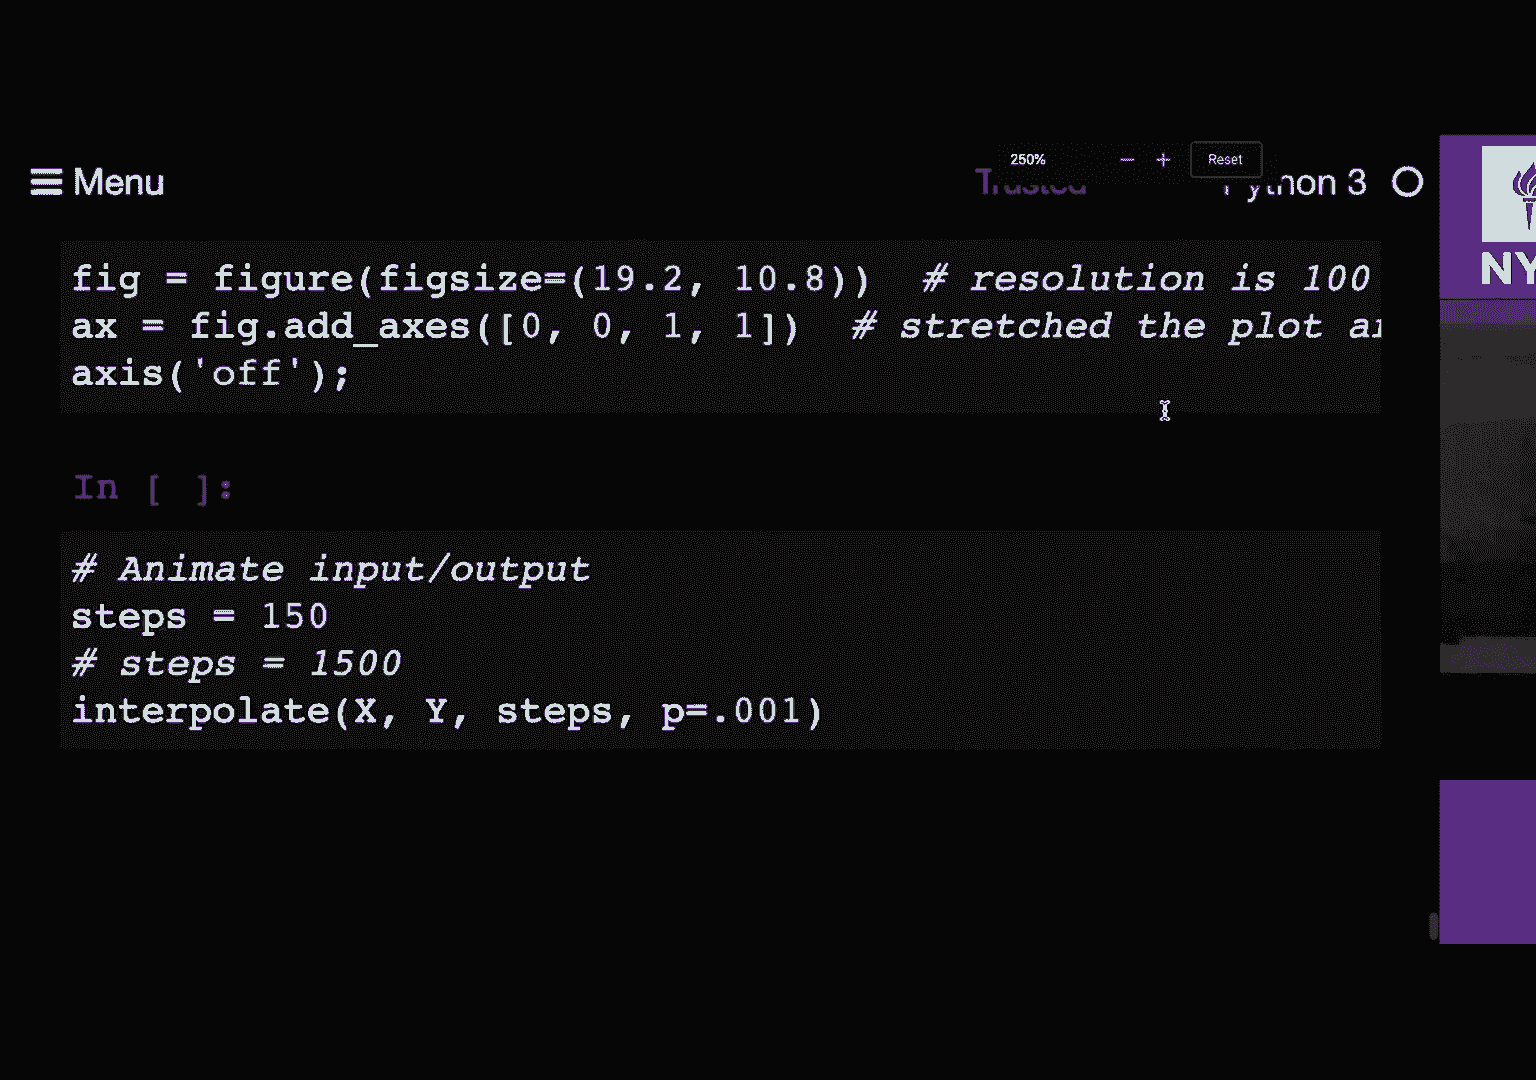 250% − + Reset
Menu Trusted Python 3
NY
fig = figure(figsize=(19.2, 10.8))  # resolution is 100
ax = fig.add_axes([0, 0, 1, 1])  # stretched the plot
axis('off');
In [ ]:
# Animate input/output
steps = 150
# steps = 1500
interpolate(X, Y, steps, p=.001)